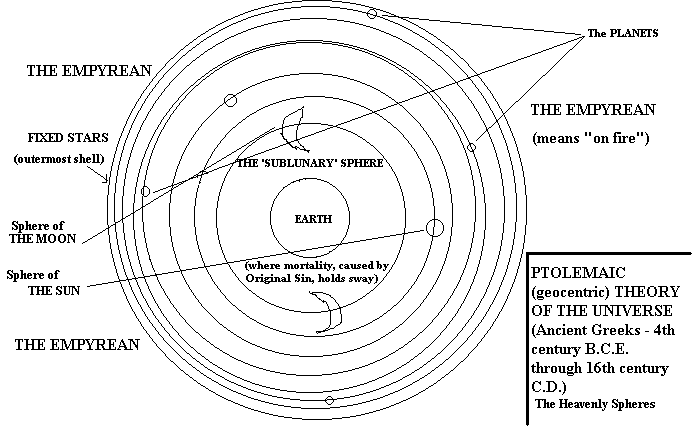 The PLANETS
THE EMPYREAN
THE EMPYREAN
(means "on fire")
FIXED STARS
(outermost shell)
THE 'SUBLUNARY' SPHERE
EARTH
Sphere of
THE MOON
(where mortality, caused by
Original Sin, holds sway)
Sphere of
THE SUN
THE EMPYREAN
PTOLEMAIC
(geocentric) THEORY
OF THE UNIVERSE
(Ancient Greeks - 4th
century B.C.E.
through 16th century
C.D.)
The Heavenly Spheres